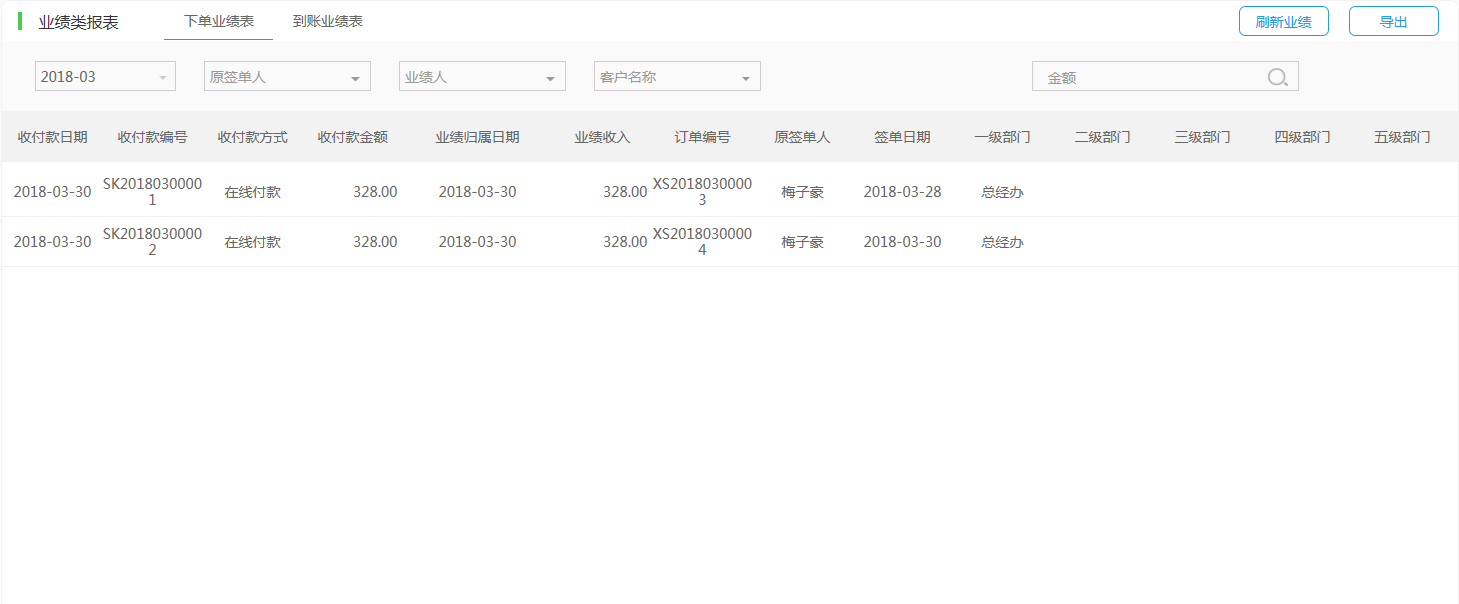 业绩类报表 下单业绩表 到账业绩表 刷新业绩 导出
2018-03 原签单人 业绩人 客户名称 金额
收付款日期 收付款编号 收付款方式 收付款金额 业绩归属日期 业绩收入 订单编号 原签单人 签单日期 一级部门 二级部门 三级部门 四级部门 五级部门
2018-03-30 SK20180300001 在线付款 328.00 2018-03-30 328.00 XS20180300003 梅子豪 2018-03-28 总经办
2018-03-30 SK20180300002 在线付款 328.00 2018-03-30 328.00 XS20180300004 梅子豪 2018-03-30 总经办